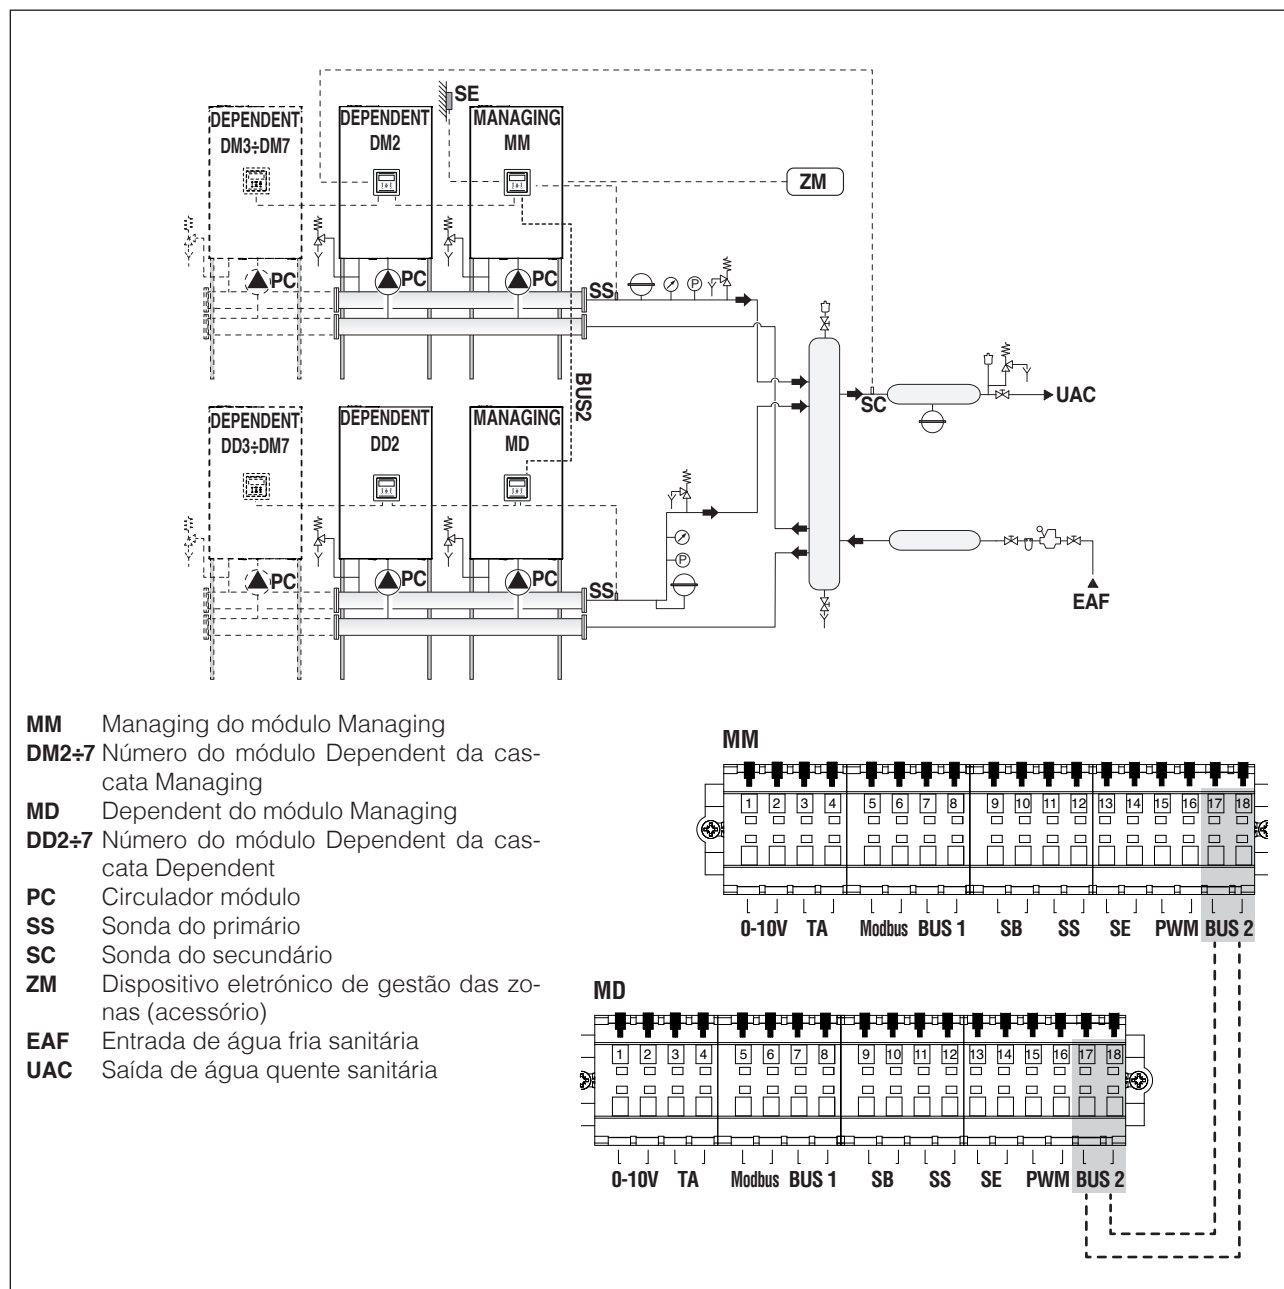 SE
DEPENDENT
DM3÷DM7
DEPENDENT
DM2
MANAGING
MM
ZM
PC
PC
PC
SS
P
BUS2
SC
UAC
DEPENDENT
DD3÷DM7
DEPENDENT
DD2
MANAGING
MD
P
PC
PC
PC
SS
EAF
MM Managing do módulo Managing
DM2÷7 Número do módulo Dependent da cas-
cata Managing
MD Dependent do módulo Managing
DD2÷7 Número do módulo Dependent da cas-
cata Dependent
PC Circulador módulo
SS Sonda do primário
SC Sonda do secundário
ZM Dispositivo eletrónico de gestão das zo-
nas (acessório)
EAF Entrada de água fria sanitária
UAC Saída de água quente sanitária
MM
1 2 3 4 5 6 7 8 9 10 11 12 13 14 15 16 17 18
0-10V TA Modbus BUS 1 SB SS SE PWM BUS 2
MD
1 2 3 4 5 6 7 8 9 10 11 12 13 14 15 16 17 18
0-10V TA Modbus BUS 1 SB SS SE PWM BUS 2